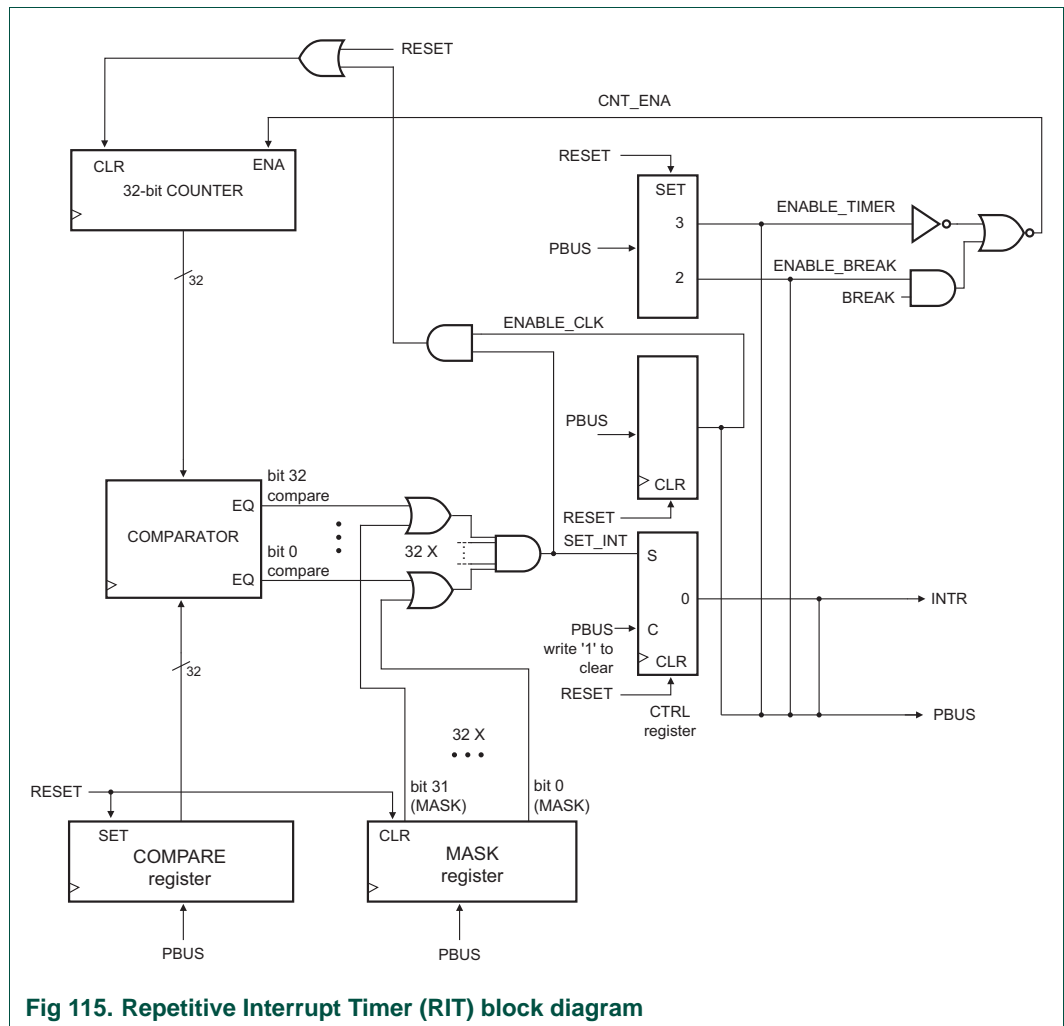 RESET
CNT_ENA
CLR
ENA
32-bit COUNTER
32
RESET
SET
3
2
PBUS
ENABLE_TIMER
ENABLE_BREAK
BREAK
ENABLE_CLK
PBUS
CLR
RESET
COMPARATOR
EQ
EQ
bit 32
compare
bit 0
compare
32 X
SET_INT
S
0
C
CLR
PBUS
write '1' to
clear
RESET
CTRL
register
INTR
PBUS
32
32 X
RESET
bit 31
(MASK)
bit 0
(MASK)
SET
COMPARE
register
CLR
MASK
register
PBUS
PBUS
Fig 115. Repetitive Interrupt Timer (RIT) block diagram